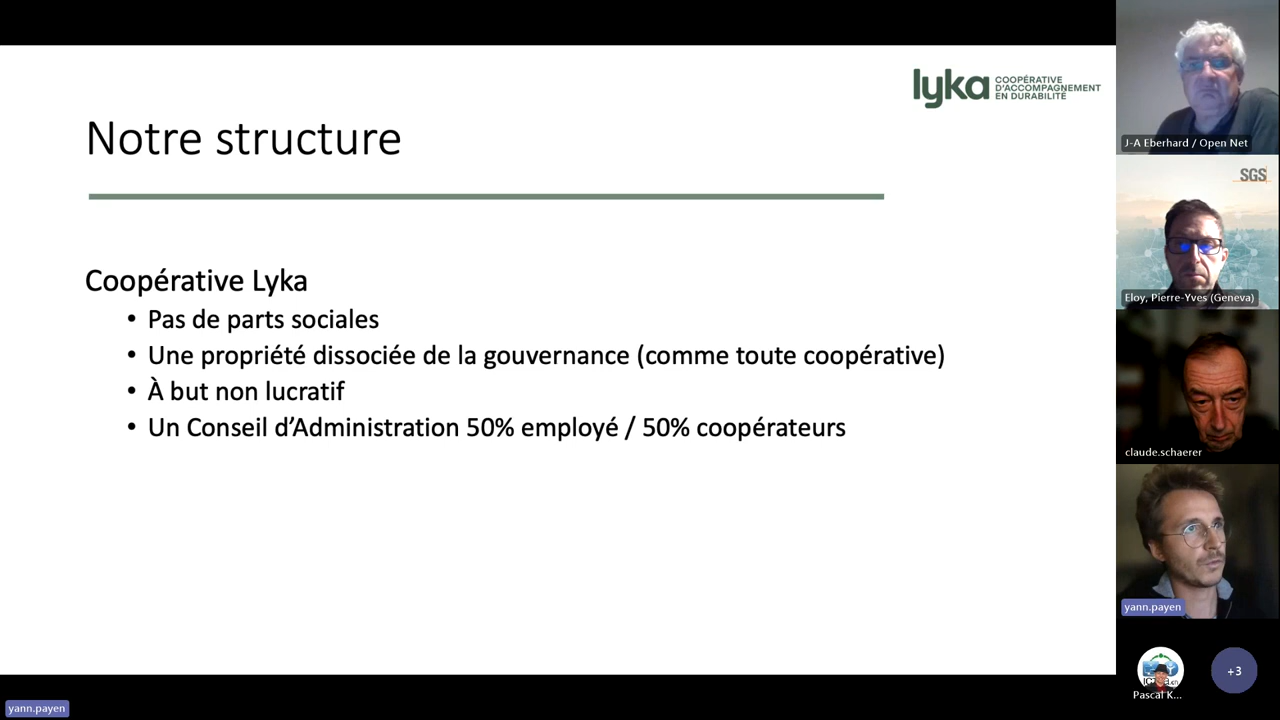 lyka COOPÉRATIVE
D'ACCOMPAGNEMENT
EN DURABILITÉ
Notre structure
Coopérative Lyka
• Pas de parts sociales
• Une propriété dissociée de la gouvernance (comme toute coopérative)
• À but non lucratif
• Un Conseil d'Administration 50% employé / 50% coopérateurs
J-A Eberhard / Open Net
SGS
Eloy, Pierre-Yves (Geneva)
claude.schaerer
yann.payen
Pascal K...
+3
yann.payen